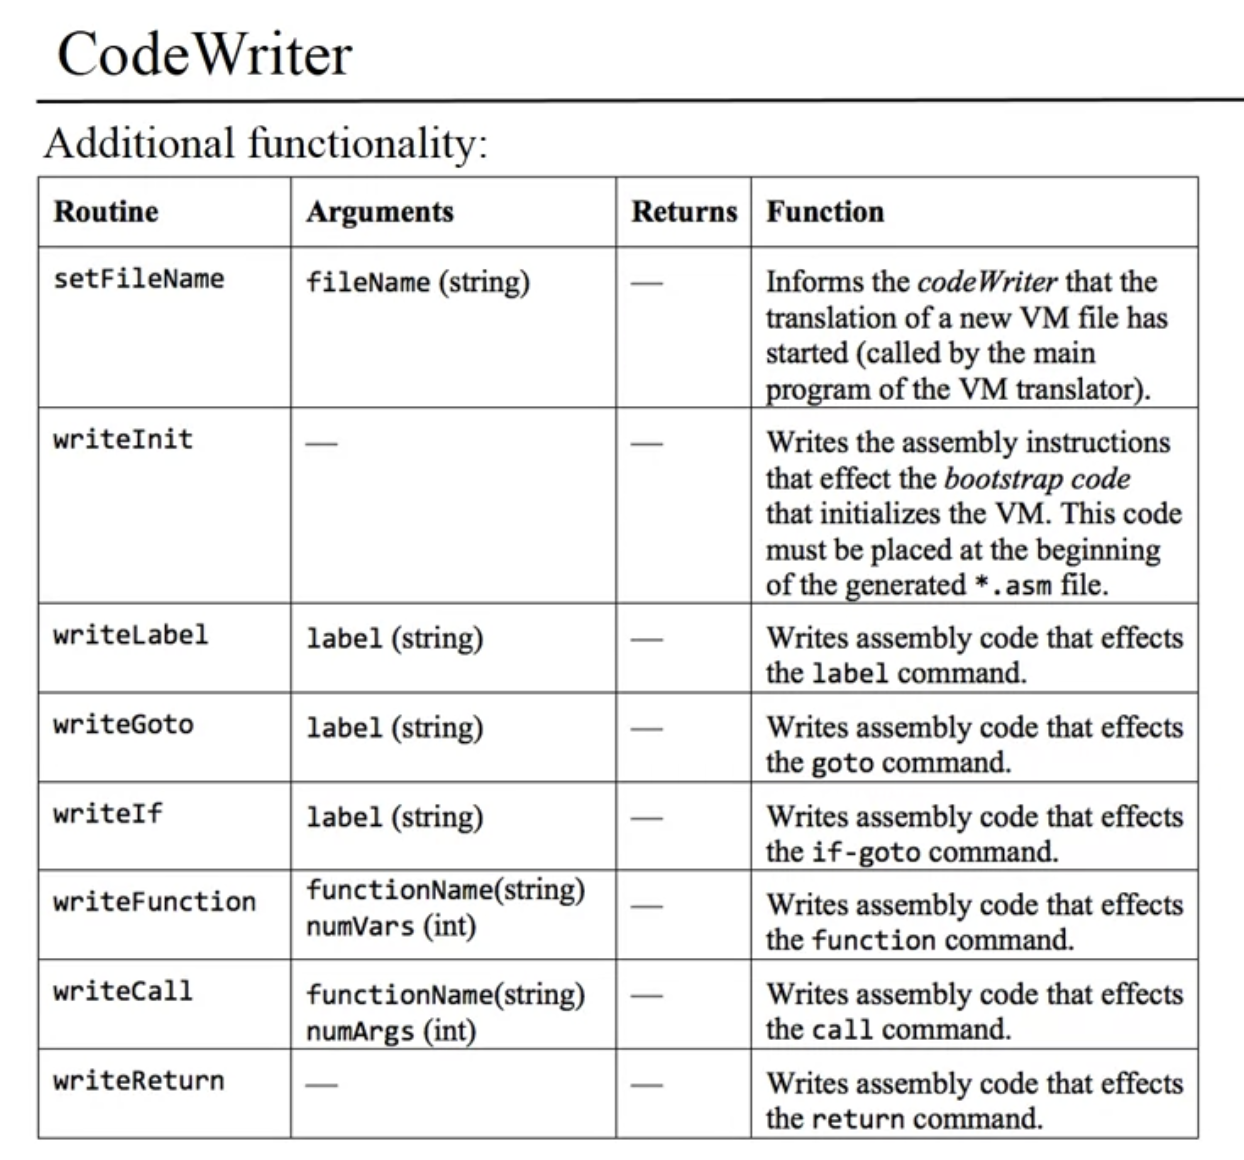 CodeWriter
Additional functionality:
Routine Arguments Returns Function
setFileName fileName (string) — Informs the codeWriter that the
translation of a new VM file has
started (called by the main
program of the VM translator).
writeInit — — Writes the assembly instructions
that effect the bootstrap code
that initializes the VM. This code
must be placed at the beginning
of the generated *.asm file.
writeLabel label (string) — Writes assembly code that effects
the label command.
writeGoto label (string) — Writes assembly code that effects
the goto command.
writeIf label (string) — Writes assembly code that effects
the if-goto command.
writeFunction functionName(string) — Writes assembly code that effects
numVars (int) the function command.
writeCall functionName(string) — Writes assembly code that effects
numArgs (int) the call command.
writeReturn — — Writes assembly code that effects
the return command.